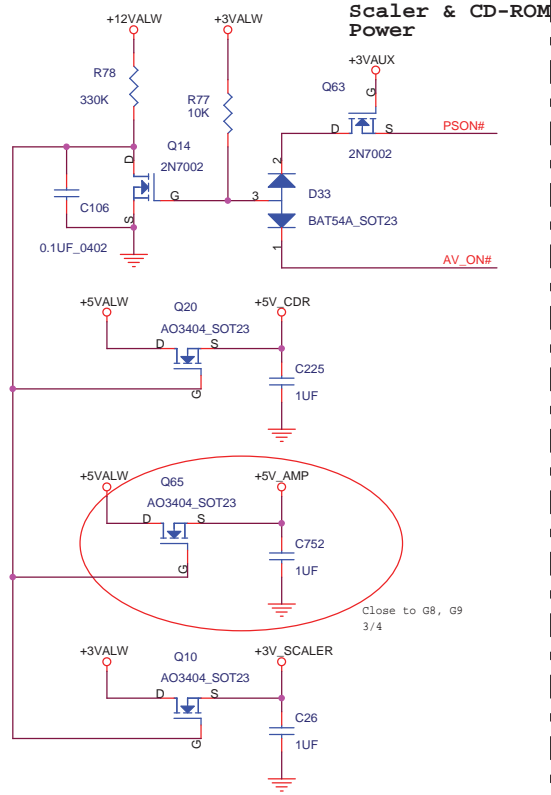 Scaler & CD-ROM
Power
+12VALW
+3VALW
+3VAUX
R78
330K
R77
10K
Q63
G
D
S
PSON#
2N7002
Q14
2N7002
D
G
S
C106
0.1UF_0402
2
3
1
D33
BAT54A_SOT23
AV_ON#
+5VALW
Q20
+5V_CDR
AO3404_SOT23
D
S
G
C225
1UF
+5VALW
Q65
+5V_AMP
AO3404_SOT23
D
S
G
C752
1UF
Close to G8, G9
3/4
+3VALW
Q10
+3V_SCALER
AO3404_SOT23
D
S
G
C26
1UF